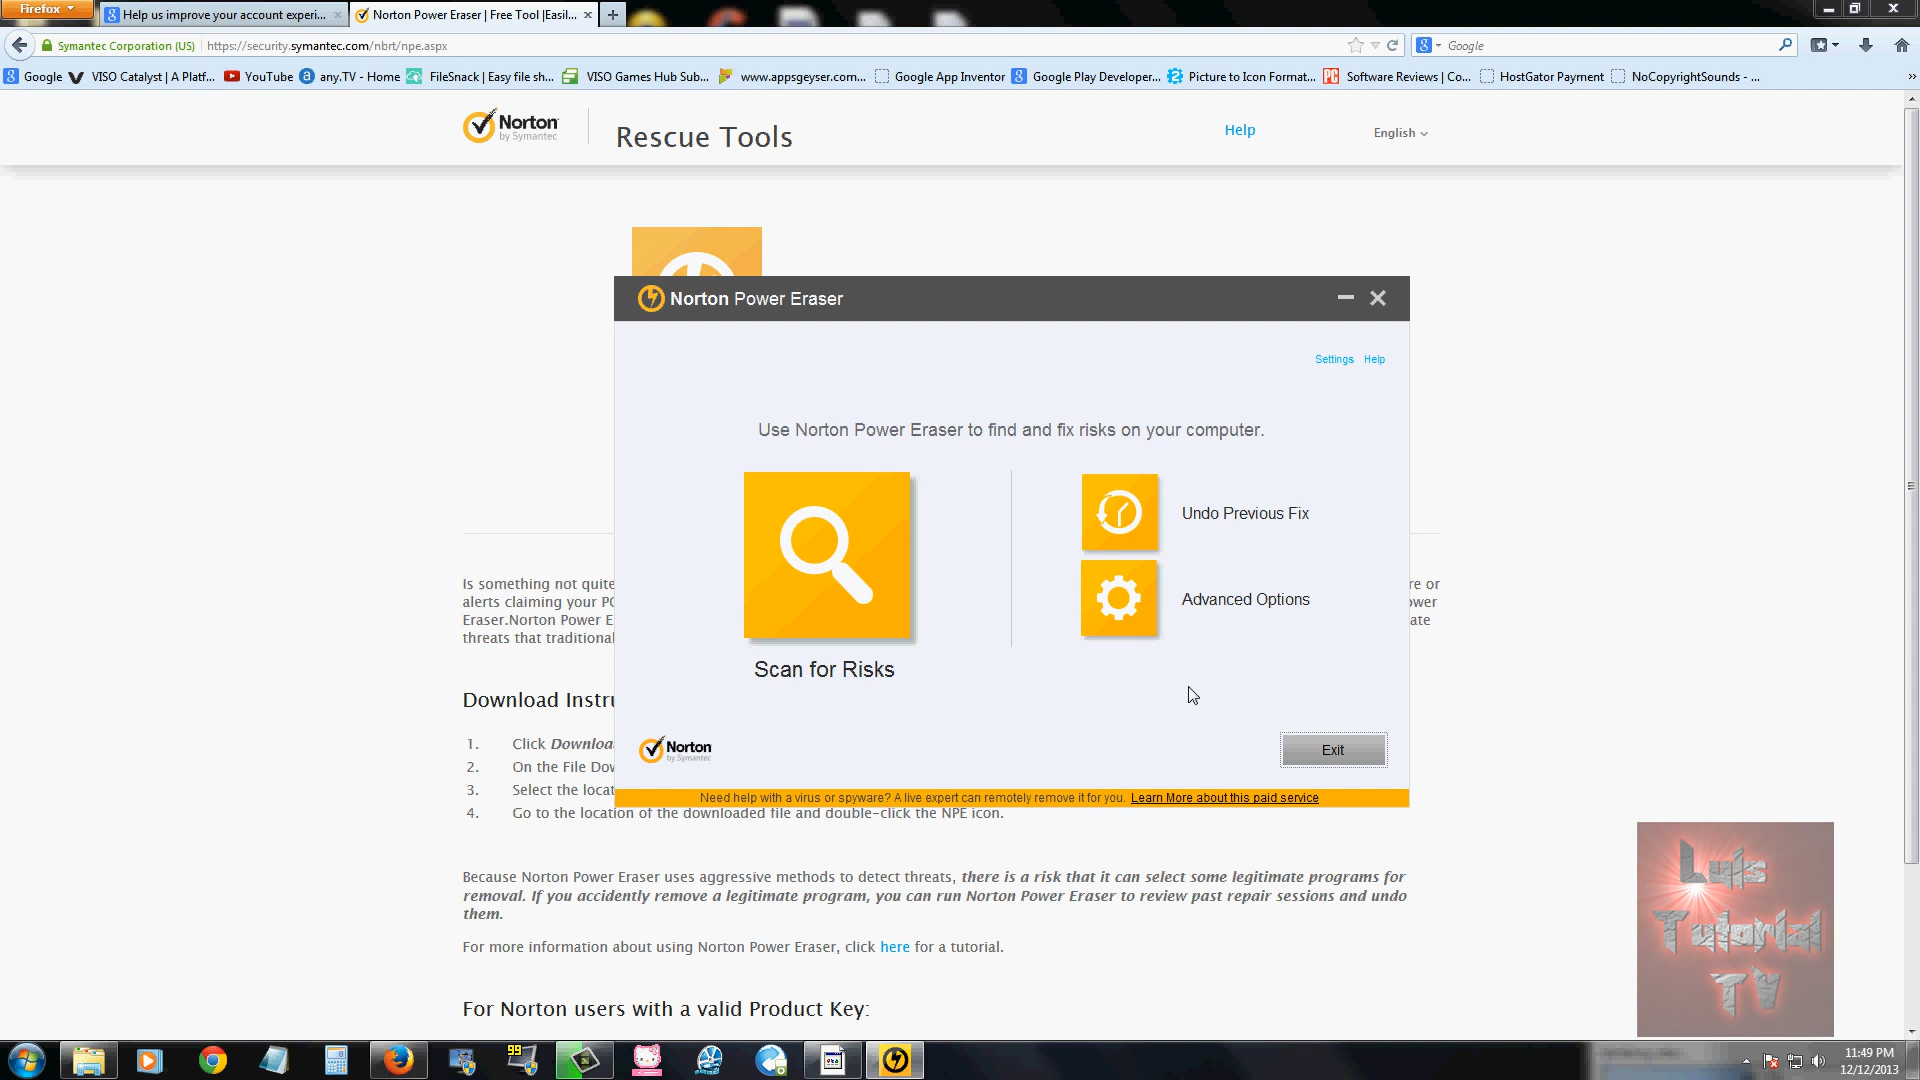 Firefox
Help us improve your account experi...
Norton Power Eraser | Free Tool |Easil...
Symantec Corporation (US)
https://security.symantec.com/nbrt/npe.aspx
Google
Google
VISO Catalyst | A Platf...
YouTube
any.TV - Home
FileSnack | Easy file sh...
VISO Games Hub Sub...
www.appsgeyser.com...
Google App Inventor
Google Play Developer...
Picture to Icon Format...
Software Reviews | Co...
HostGator Payment
NoCopyrightSounds - ...
Norton
by Symantec
Rescue Tools
Help
English
Norton Power Eraser
Settings Help
Use Norton Power Eraser to find and fix risks on your computer.
Scan for Risks
Undo Previous Fix
Advanced Options
Norton
by Symantec
Exit
Need help with a virus or spyware? A live expert can remotely remove it for you. Learn More about this paid service
Is something not quite
re or
alerts claiming your PC
ower
Eraser.Norton Power E
ate
threats that traditional
Download Instru
1. Click Downloa
2. On the File Dow
3. Select the locat
4. Go to the location of the downloaded file and double-click the NPE icon.
Because Norton Power Eraser uses aggressive methods to detect threats, there is a risk that it can select some legitimate programs for
removal. If you accidently remove a legitimate program, you can run Norton Power Eraser to review past repair sessions and undo
them.
For more information about using Norton Power Eraser, click here for a tutorial.
For Norton users with a valid Product Key:
Luis
Tutorial
TV
99
11:49 PM
12/12/2013